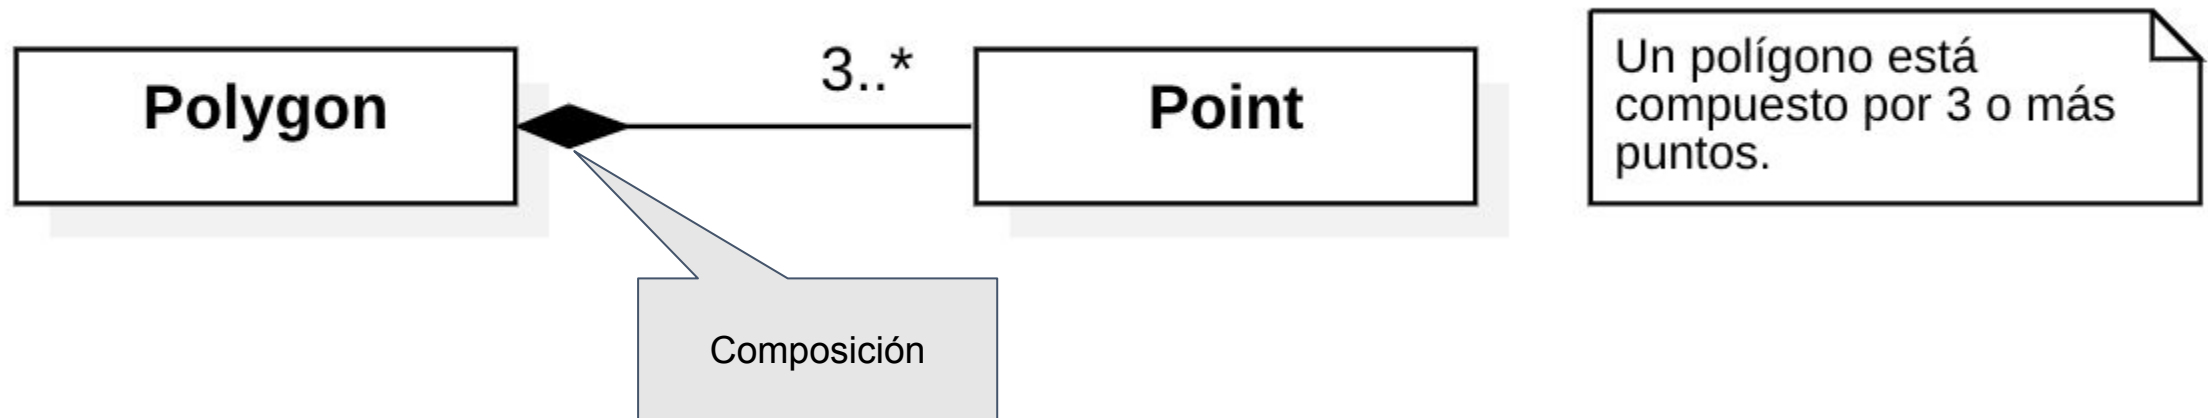 Polygon
3..*
Point
Un polígono está
compuesto por 3 o más
puntos.
Composición